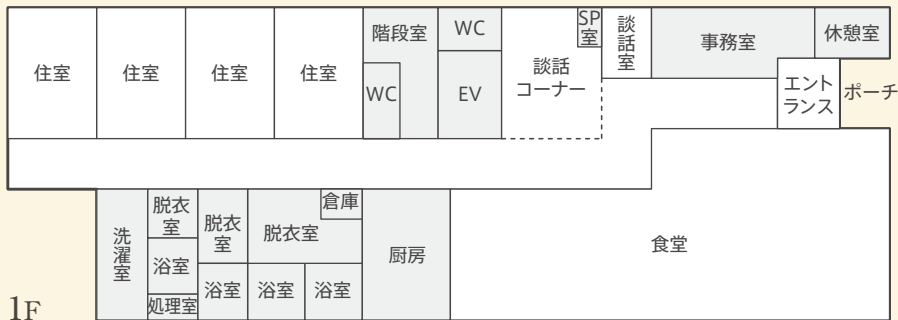 住室
住室
住室
住室
階段室
WC
WC
EV
談話
コーナー
SP
室
談話室
事務室
休憩室
エント
ランス
ポーチ
洗濯室
脱衣
室
浴室
処理室
脱衣
室
浴室
脱衣室
倉庫
浴室
浴室
厨房
食堂
1F